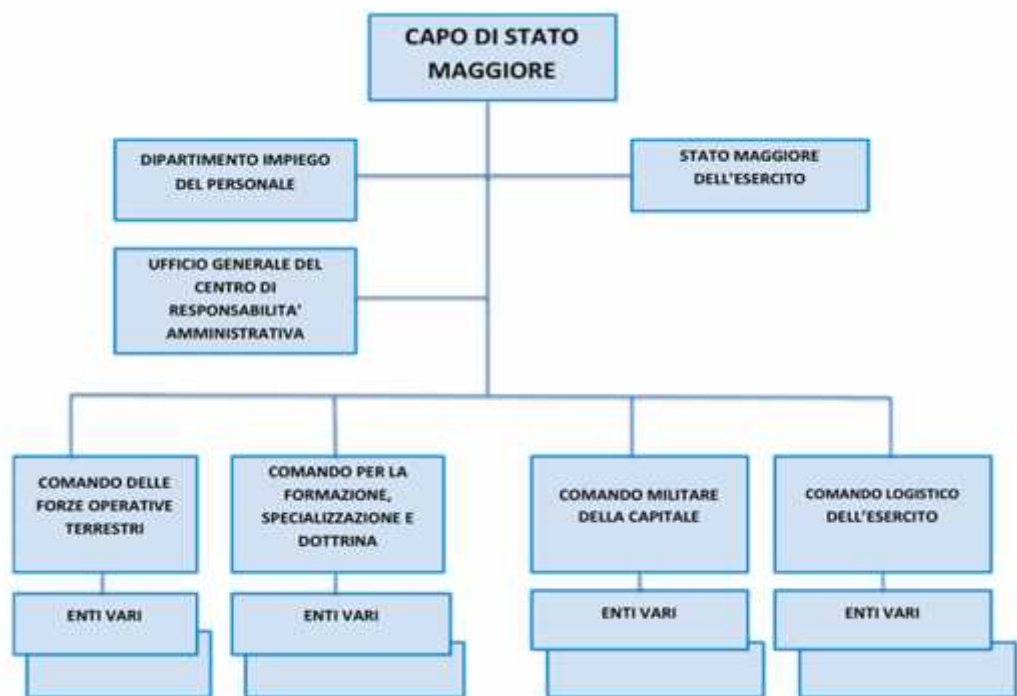 CAPO DI STATO
MAGGIORE
DIPARTIMENTO IMPIEGO
DEL PERSONALE
STATO MAGGIORE
DELL'ESERCITO
UFFICIO GENERALE DEL
CENTRO DI
RESPONSABILITA'
AMMINISTRATIVA
COMANDO DELLE
FORZE OPERATIVE
TERRESTRI
COMANDO PER LA
FORMAZIONE,
SPECIALIZZAZIONE E
DOTTRINA
COMANDO MILITARE
DELLA CAPITALE
COMANDO LOGISTICO
DELL'ESERCITO
ENTI VARI
ENTI VARI
ENTI VARI
ENTI VARI